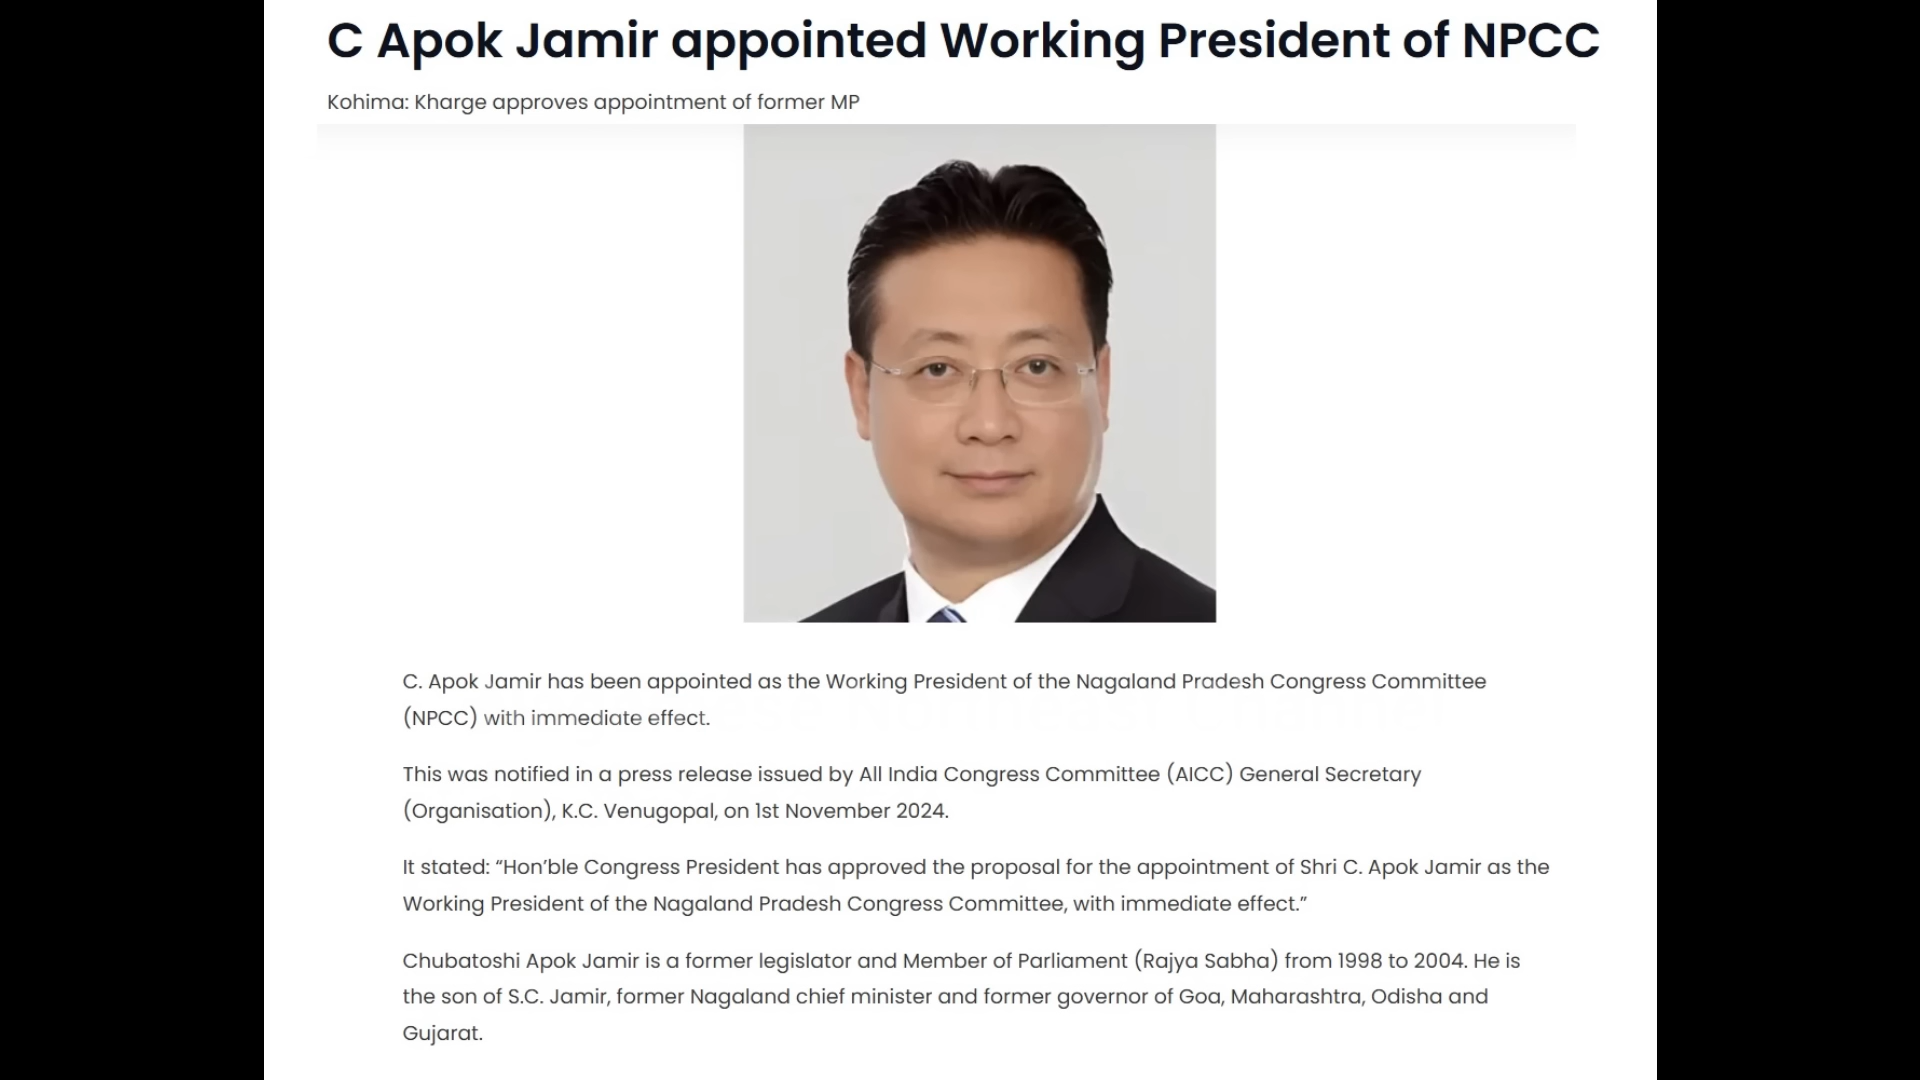 C Apok Jamir appointed Working President of NPCC
Kohima: Kharge approves appointment of former MP
C. Apok Jamir has been appointed as the Working President of the Nagaland Pradesh Congress Committee
(NPCC) with immediate effect.
This was notified in a press release issued by All India Congress Committee (AICC) General Secretary
(Organisation), K.C. Venugopal, on 1st November 2024.
It stated: “Hon’ble Congress President has approved the proposal for the appointment of Shri C. Apok Jamir as the
Working President of the Nagaland Pradesh Congress Committee, with immediate effect.”
Chubatoshi Apok Jamir is a former legislator and Member of Parliament (Rajya Sabha) from 1998 to 2004. He is
the son of S.C. Jamir, former Nagaland chief minister and former governor of Goa, Maharashtra, Odisha and
Gujarat.